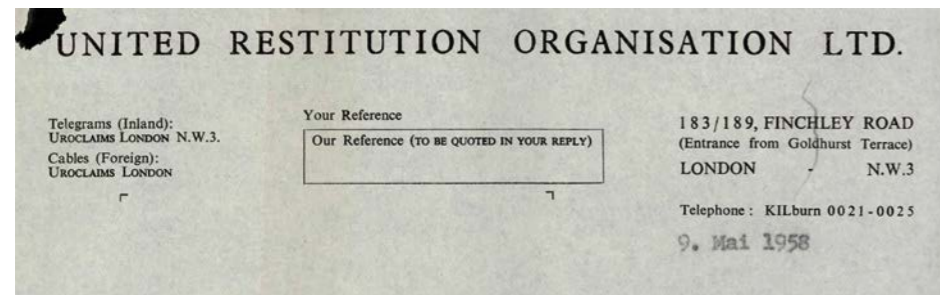 UNITED RESTITUTION ORGANISATION LTD.
Telegrams (Inland):
UROCLAIMS LONDON N.W.3.
Cables (Foreign):
UROCLAIMS LONDON
Your Reference
Our Reference (TO BE QUOTED IN YOUR REPLY)
183/189, FINCHLEY ROAD
(Entrance from Goldhurst Terrace)
LONDON - N.W.3
Telephone: KILburn 0021-0025
9. Mai 1958